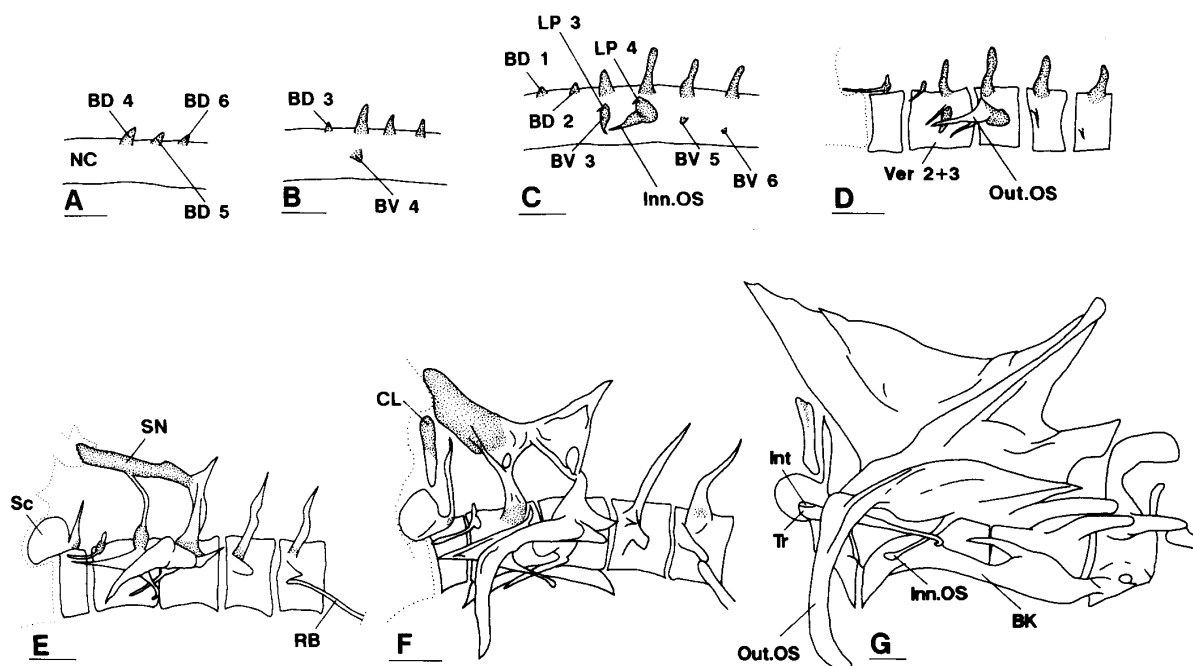 BD 4
BD 6
NC
BD 5
A
BD 3
BV 4
B
LP 3
LP 4
BD 1
BD 2
BV 3
BV 5
BV 6
Inn.OS
C
Ver 2+3
Out.OS
D
SN
Sc
RB
E
CL
F
Int
Tr
Inn.OS
BK
Out.OS
G